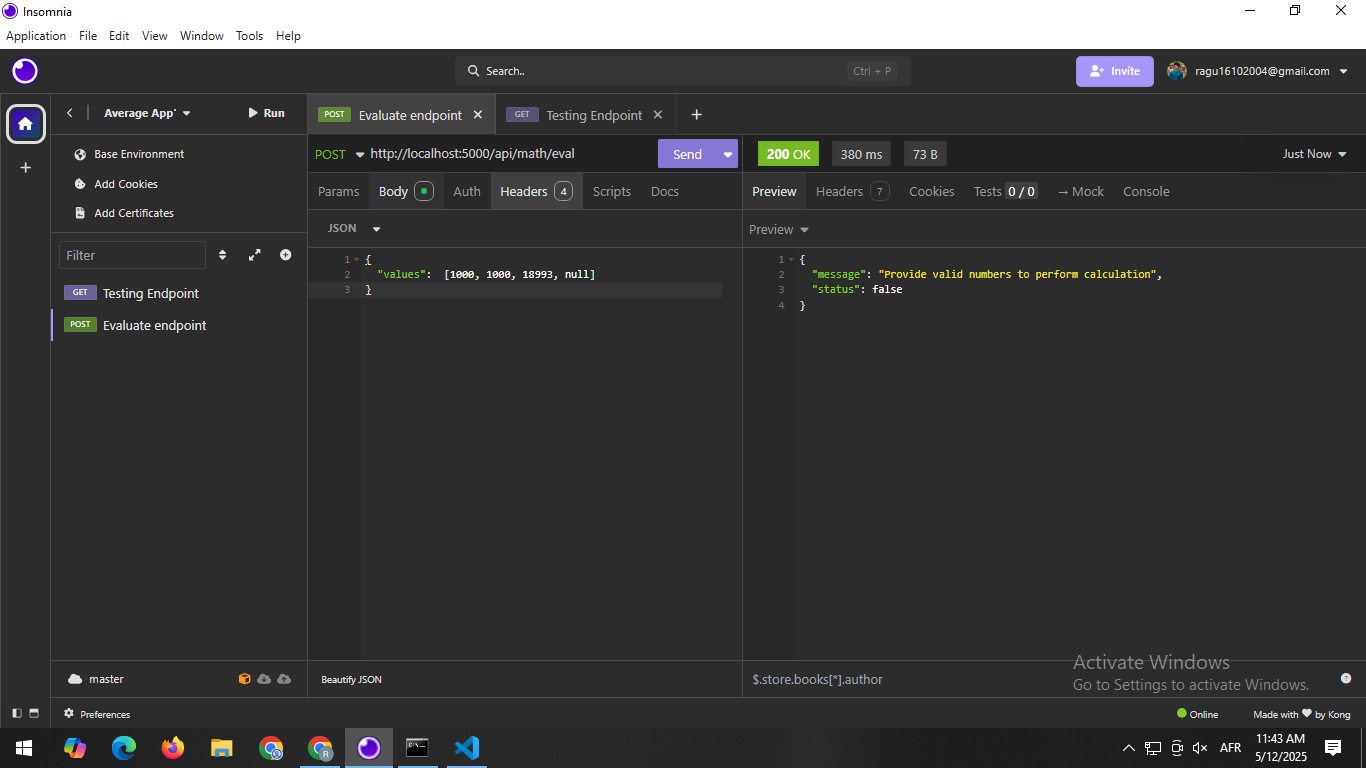 Insomnia
Application File Edit View Window Tools Help
Search.. Ctrl + P
Invite
ragu16102004@gmail.com
Average App'
Run
POST Evaluate endpoint
GET Testing Endpoint
Base Environment
Add Cookies
Add Certificates
Filter
GET Testing Endpoint
POST Evaluate endpoint
POST http://localhost:5000/api/math/eval
Send
Params Body Auth Headers 4 Scripts Docs
JSON
1 {
2 "values": [1000, 1000, 18993, null]
3 }
200 OK 380 ms 73 B
Just Now
Preview Headers 7 Cookies Tests 0 / 0 → Mock Console
Preview
1 {
2 "message": "Provide valid numbers to perform calculation",
3 "status": false
4 }
master
Beautify JSON
$.store.books[*].author
Activate Windows
Go to Settings to activate Windows.
Preferences
Online
Made with ❤ by Kong
R
AFR
11:43 AM
5/12/2025